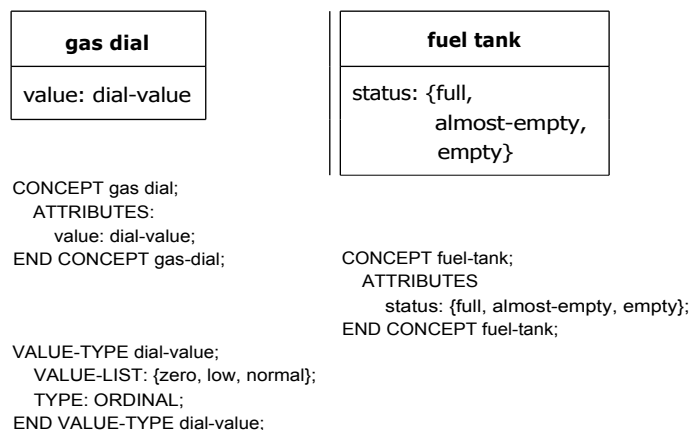 gas dial
value: dial-value
fuel tank
status: {full,
almost-empty,
empty}
CONCEPT gas dial;
ATTRIBUTES:
value: dial-value;
END CONCEPT gas-dial;
CONCEPT fuel-tank;
ATTRIBUTES
status: {full, almost-empty, empty};
END CONCEPT fuel-tank;
VALUE-TYPE dial-value;
VALUE-LIST: {zero, low, normal};
TYPE: ORDINAL;
END VALUE-TYPE dial-value;